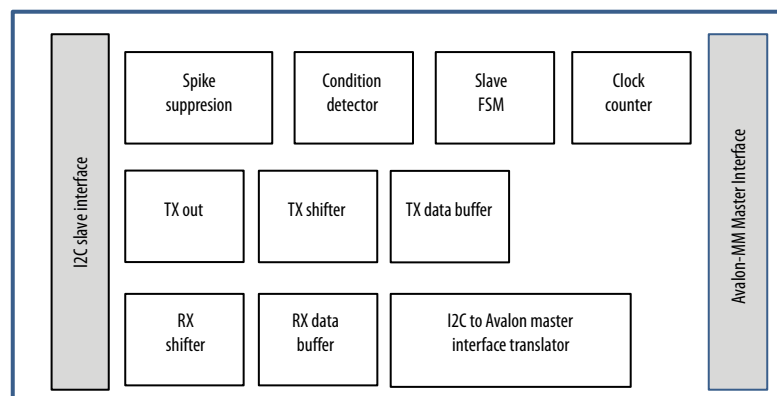 I2C slave interface
Spike
suppresion
Condition
detector
Slave
FSM
Clock
counter
TX out
TX shifter
TX data buffer
RX
shifter
RX data
buffer
I2C to Avalon master
interface translator
Avalon-MM Master Interface